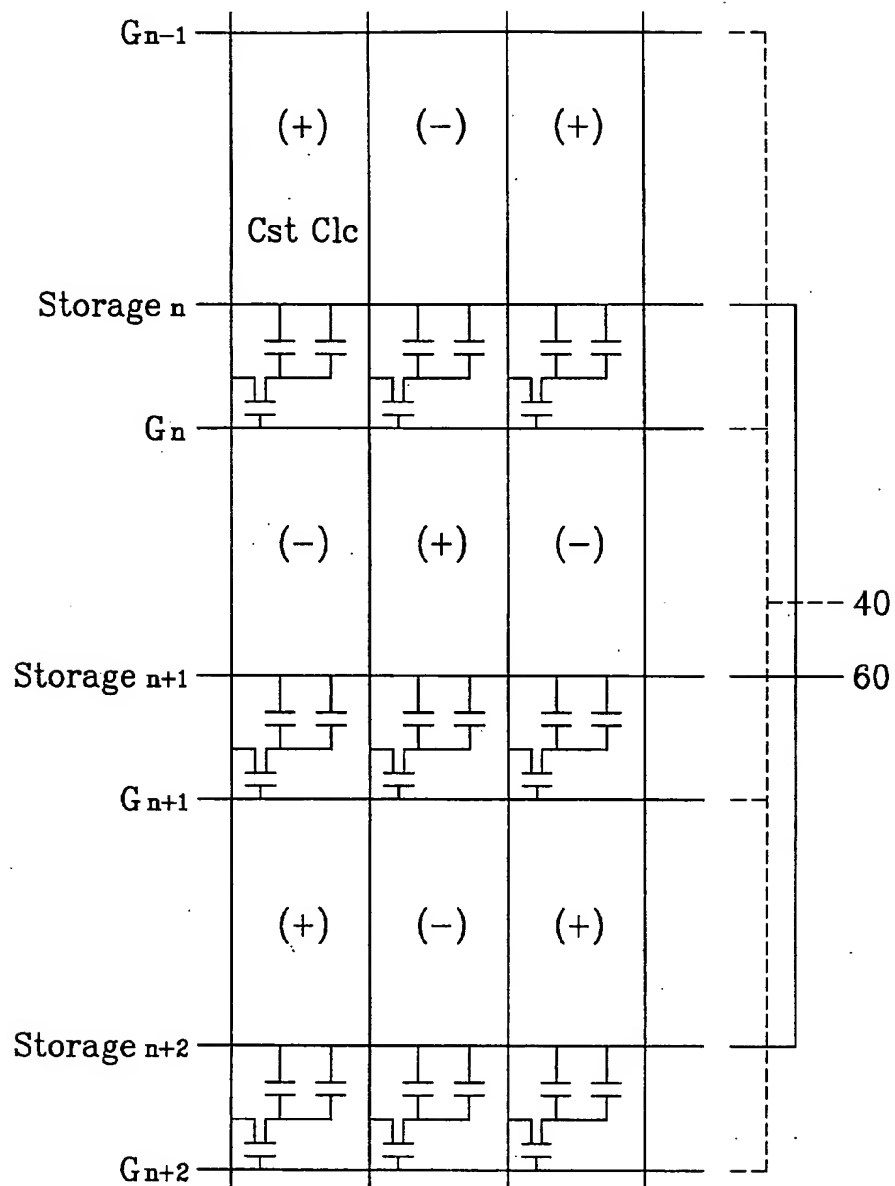 Gn-1
(+) (-) (+)
Cst Clc
Storage n
Gn
(-) (+) (-)
40
Storage n+1
60
Gn+1
(+) (-) (+)
Storage n+2
Gn+2